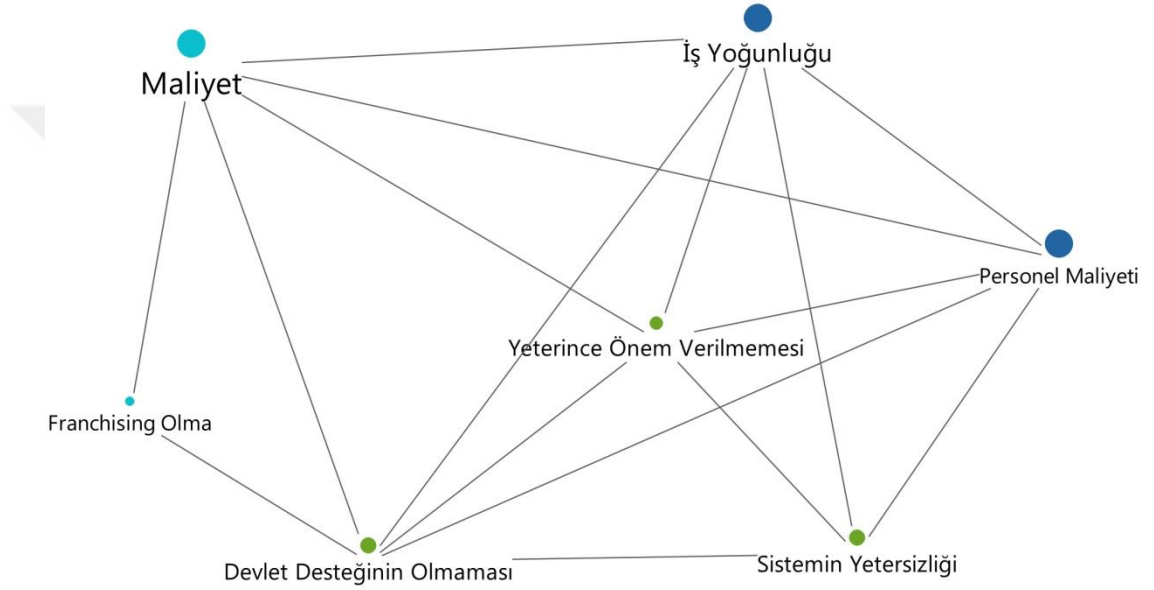 İş Yoğunluğu
Maliyet
Personel Maliyeti
Yeterince Önem Verilmemesi
Franchising Olma
Sistemin Yetersizliği
Devlet Desteğinin Olmaması